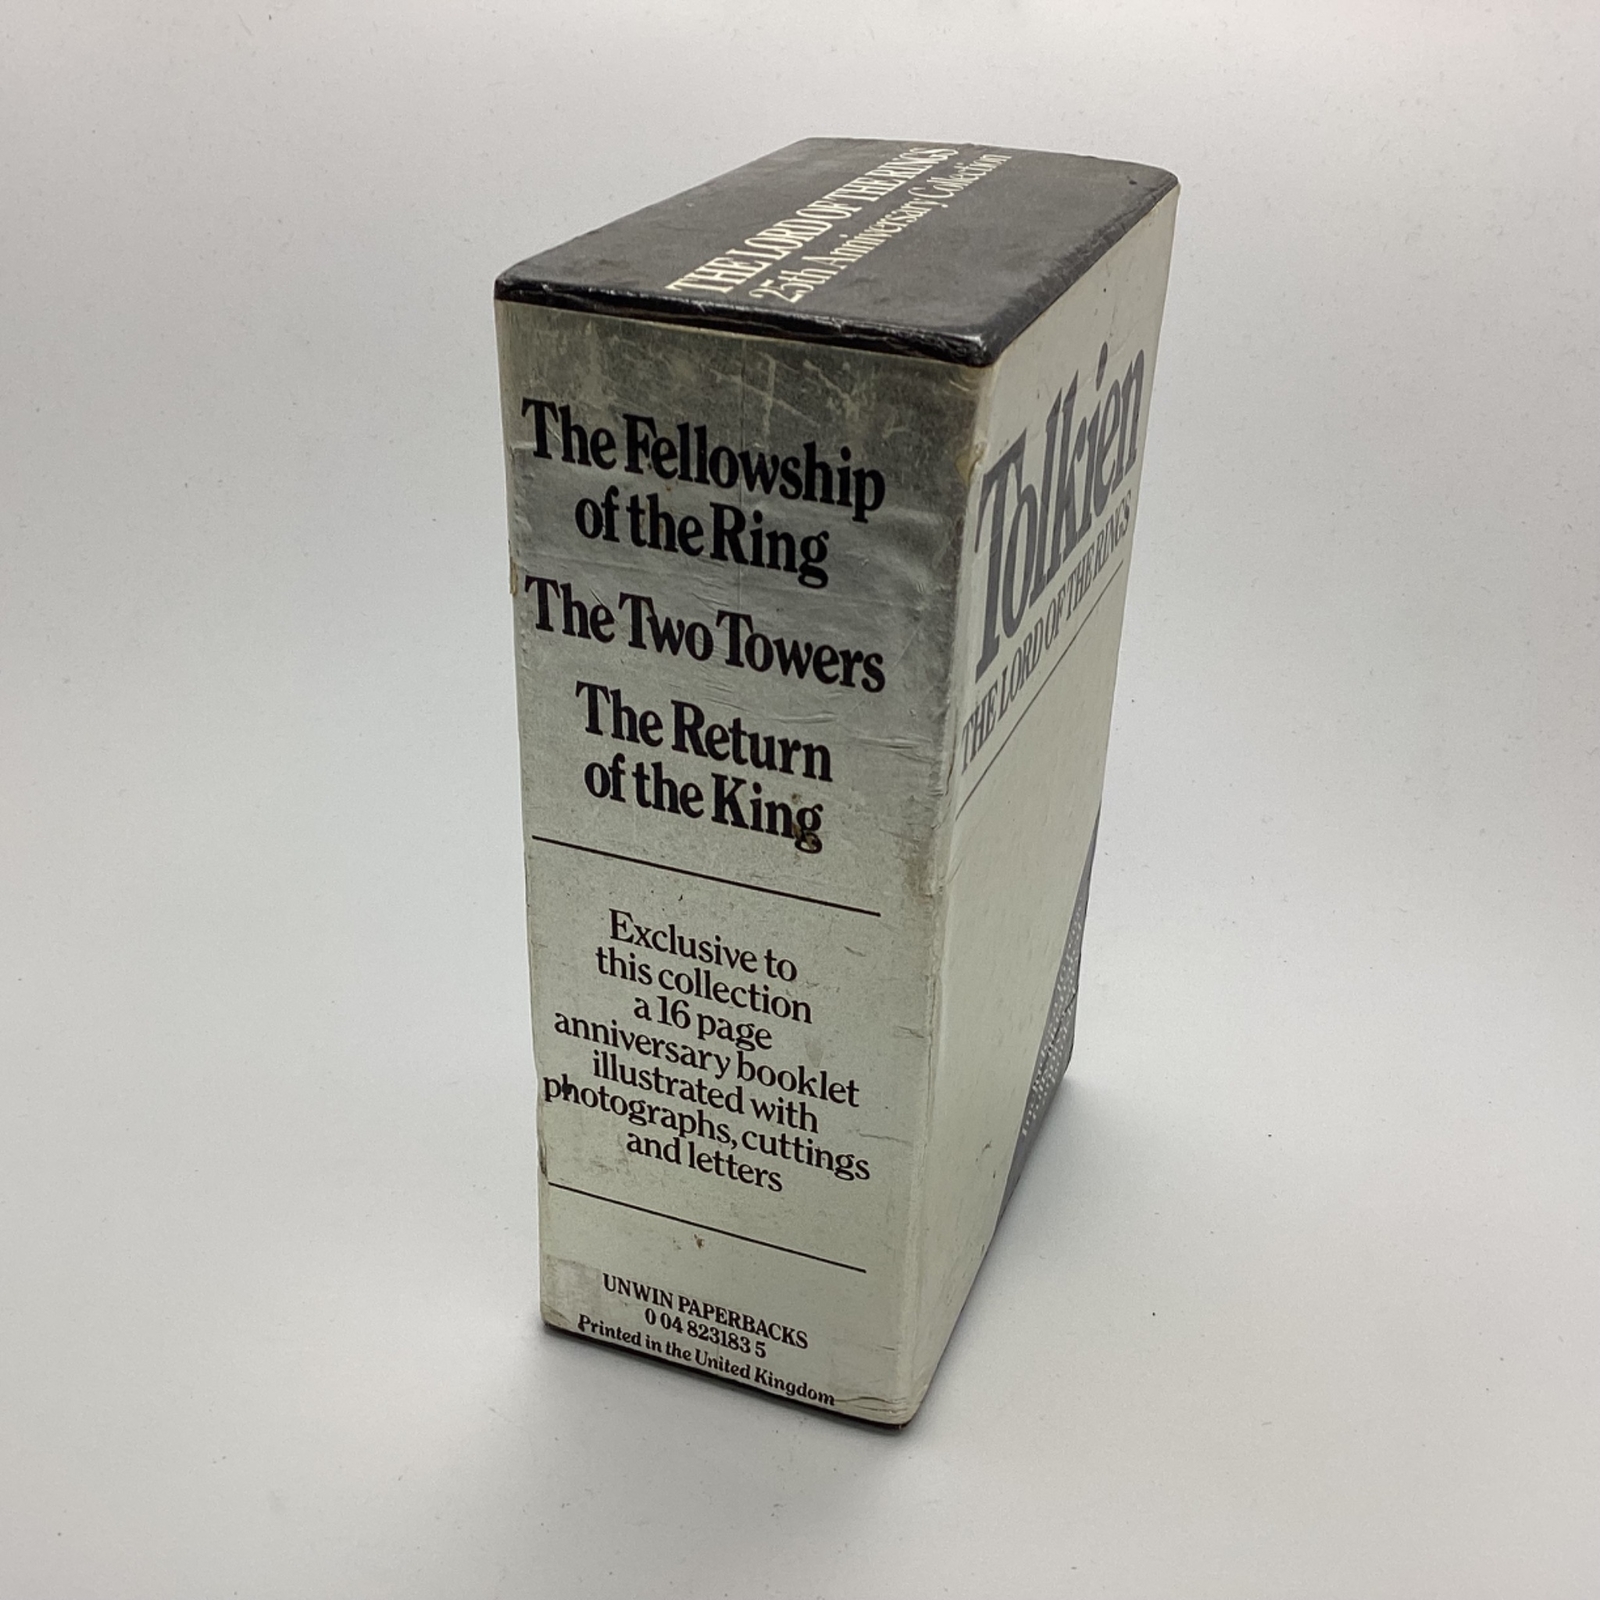 THE LORD OF THE RINGS
25th Anniversary Collection
The Fellowship
of the Ring
The Two Towers
The Return
of the King
Exclusive to
this collection
a 16 page
anniversary booklet
illustrated with
photographs, cuttings
and letters
UNWIN PAPERBACKS
0 04 823183 5
Printed in the United Kingdom
Tolkien
THE LORD OF THE RINGS